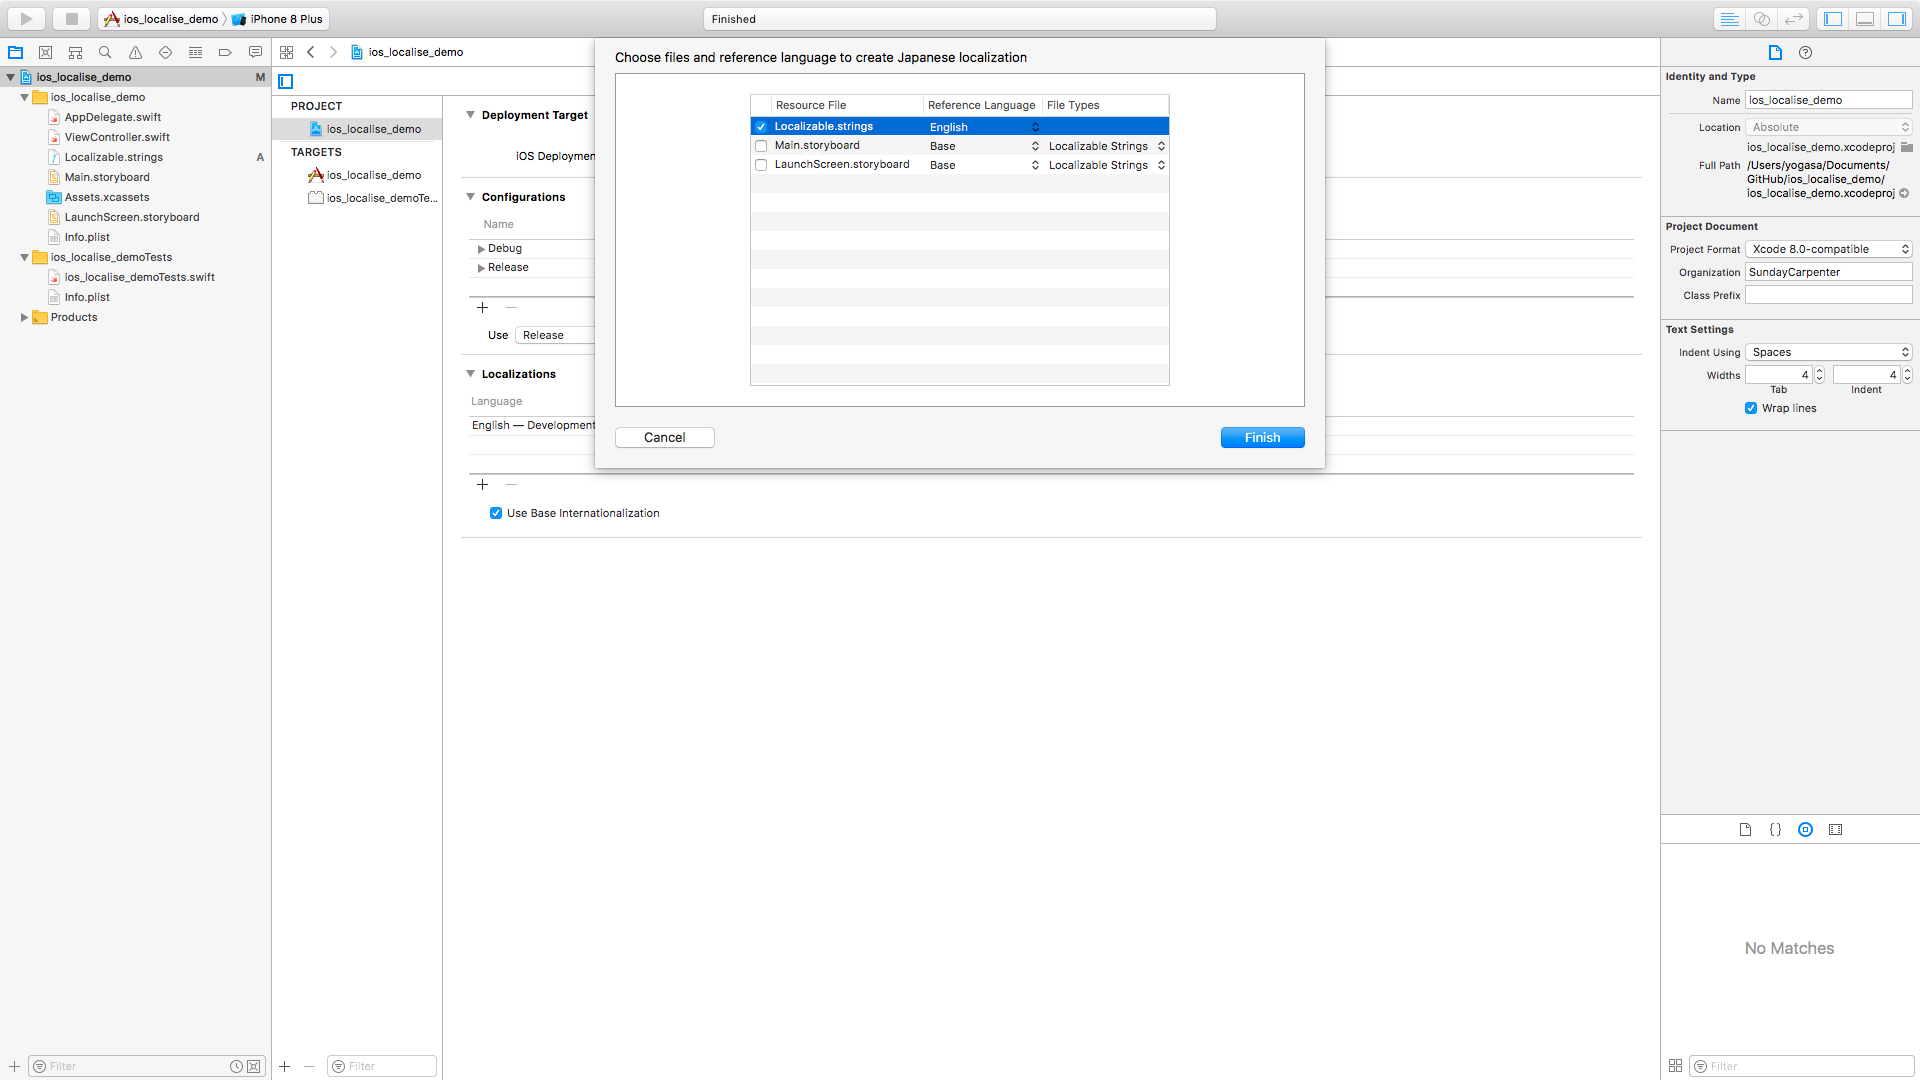 ios_localise_demo
iPhone 8 Plus
Finished
ios_localise_demo M
ios_localise_demo
AppDelegate.swift
ViewController.swift
Localizable.strings A
Main.storyboard
Assets.xcassets
LaunchScreen.storyboard
Info.plist
ios_localise_demoTests
ios_localise_demoTests.swift
Info.plist
Products
Filter
ios_localise_demo
PROJECT
ios_localise_demo
TARGETS
ios_localise_demo
ios_localise_demoTe...
Filter
Deployment Target
iOS Deploymen
Configurations
Name
Debug
Release
Use Release
Localizations
Language
English — Development
Use Base Internationalization
Choose files and reference language to create Japanese localization
Resource File Reference Language File Types
Localizable.strings English
Main.storyboard Base Localizable Strings
LaunchScreen.storyboard Base Localizable Strings
Cancel Finish
Identity and Type
Name ios_localise_demo
Location Absolute
ios_localise_demo.xcodeproj
Full Path /Users/yogasa/Documents/
GitHub/ios_localise_demo/
ios_localise_demo.xcodeproj
Project Document
Project Format Xcode 8.0-compatible
Organization SundayCarpenter
Class Prefix
Text Settings
Indent Using Spaces
Widths 4 4
Tab Indent
Wrap lines
No Matches
Filter